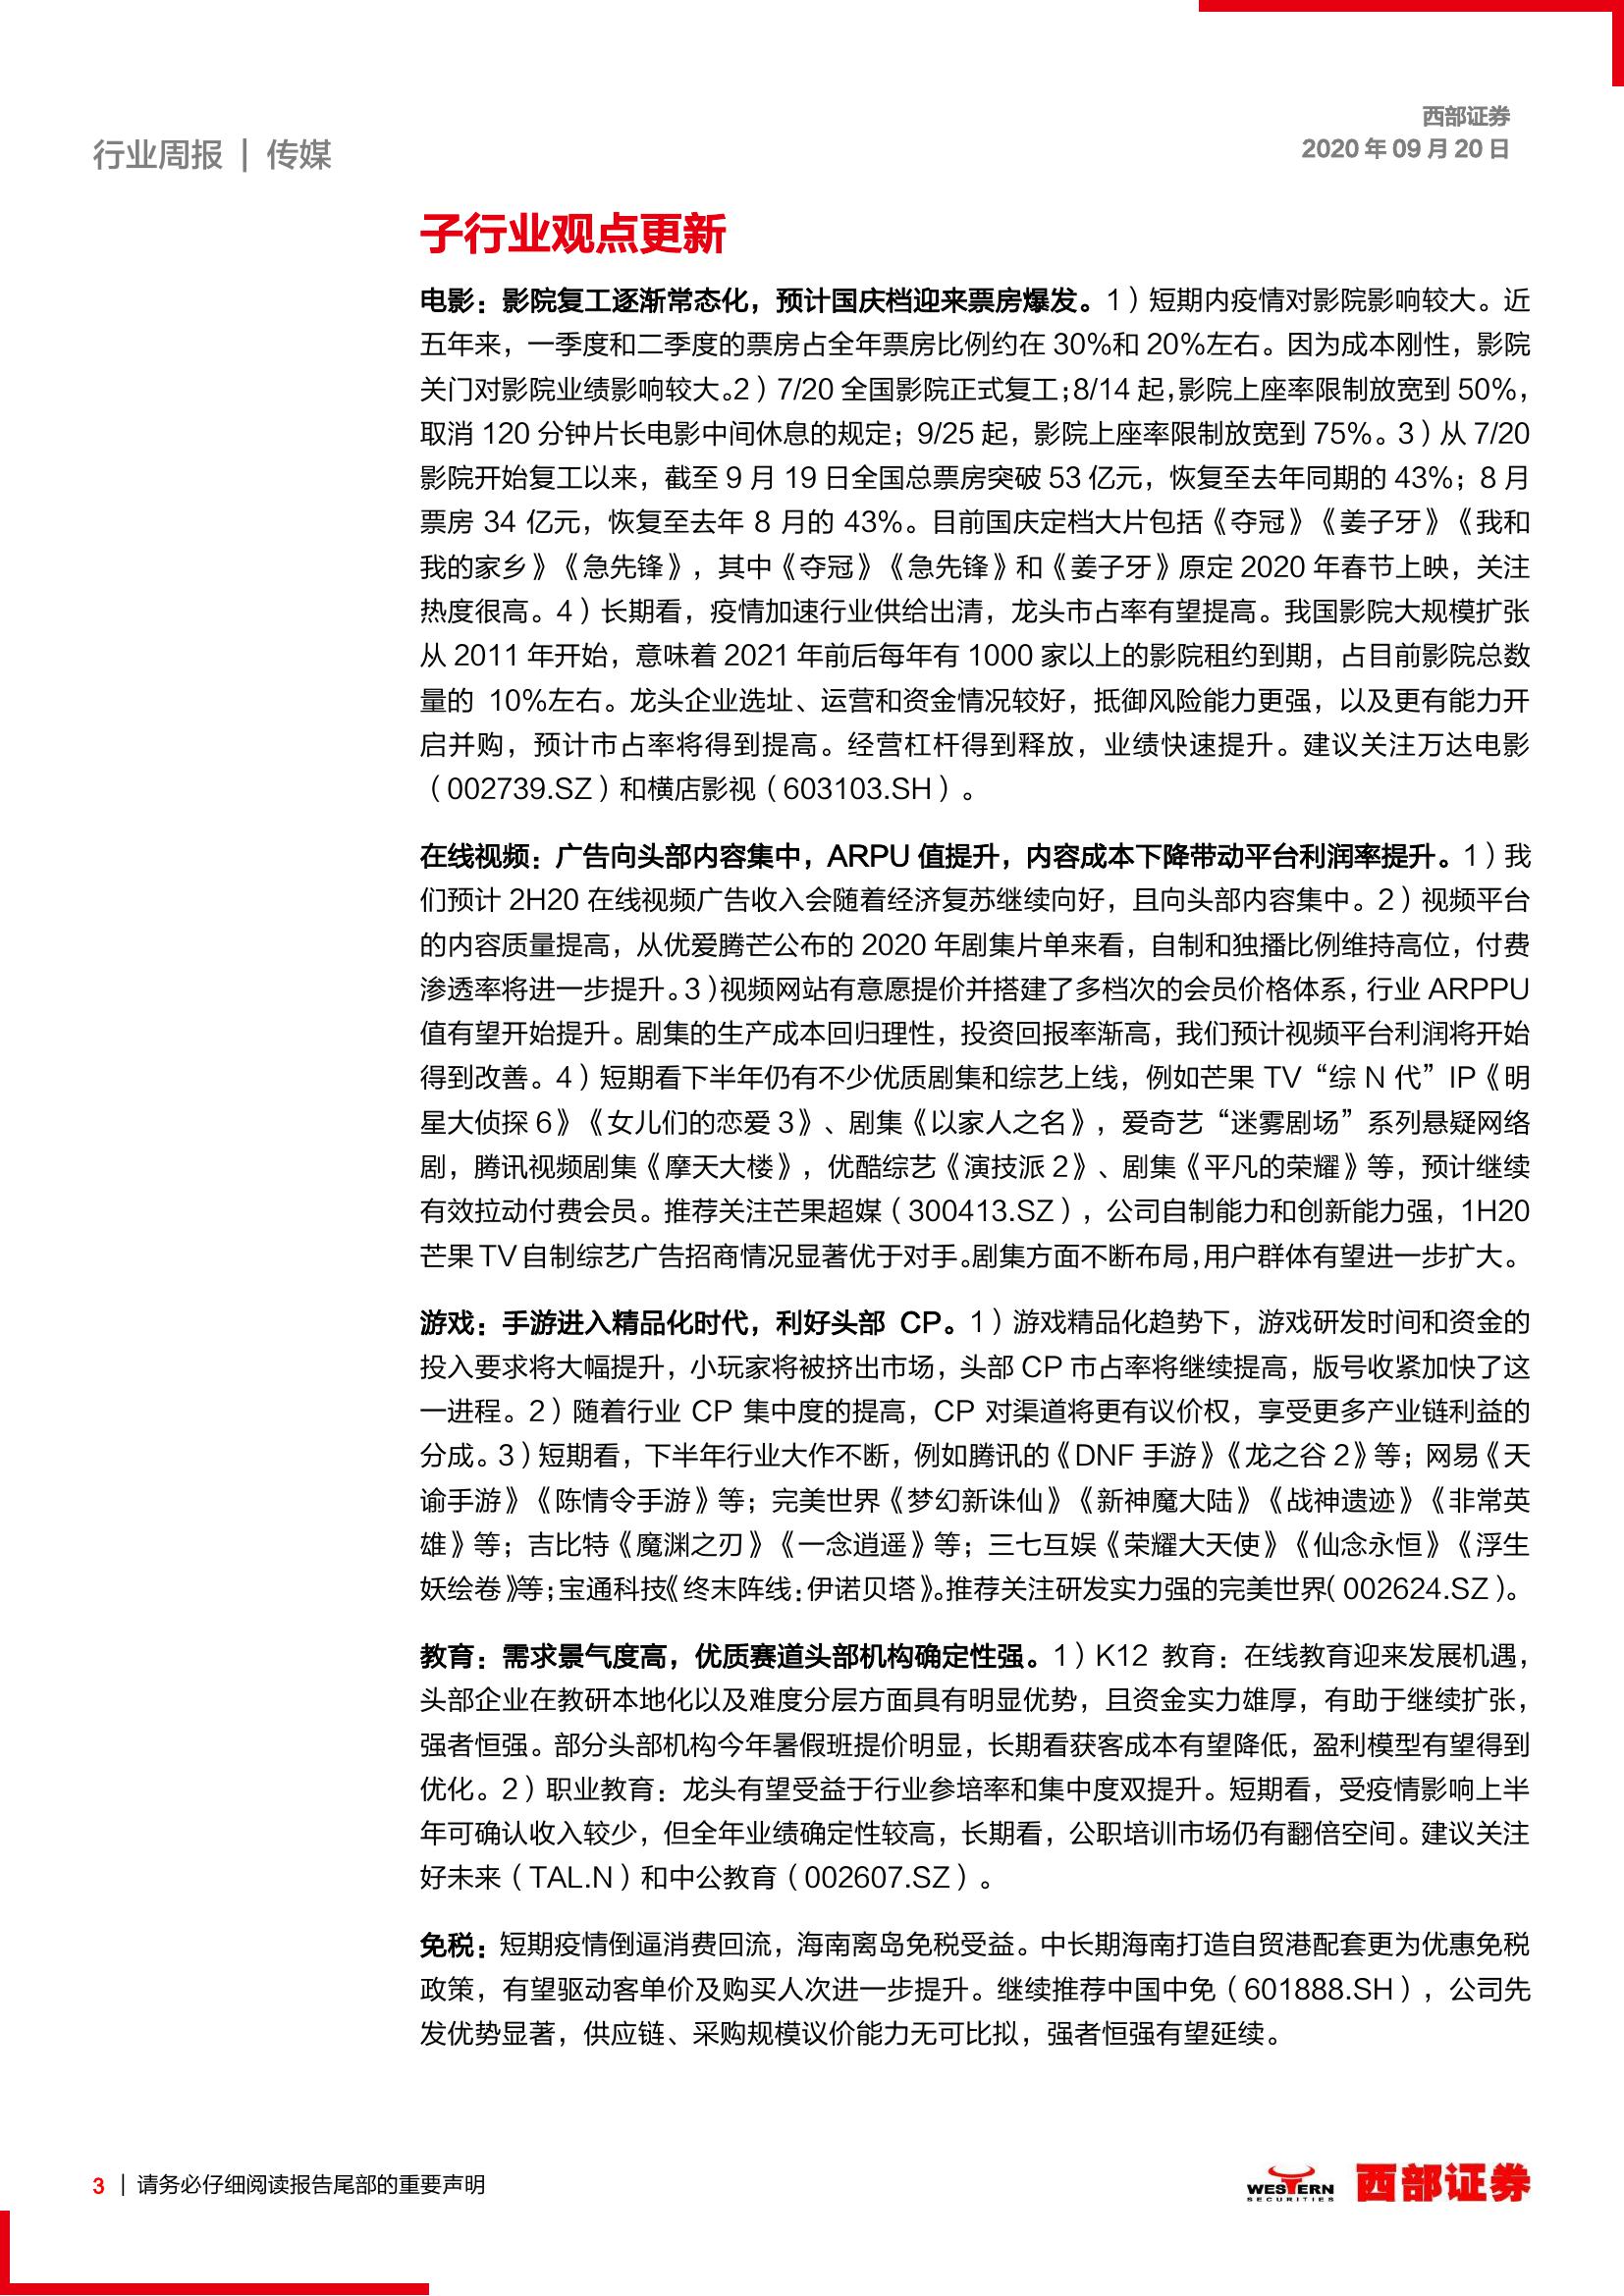 西部证券
2020 年 09 月 20 日
行业周报 | 传媒
子行业观点更新
电影：影院复工逐渐常态化，预计国庆档迎来票房爆发。1）短期内疫情对影院影响较大。近
五年来，一季度和二季度的票房占全年票房比例约在 30%和 20%左右。因为成本刚性，影院
关门对影院业绩影响较大。2）7/20 全国影院正式复工；8/14 起，影院上座率限制放宽到 50%，
取消 120 分钟片长电影中间休息的规定；9/25 起，影院上座率限制放宽到 75%。3）从 7/20
影院开始复工以来，截至 9 月 19 日全国总票房突破 53 亿元，恢复至去年同期的 43%；8 月
票房 34 亿元，恢复至去年 8 月的 43%。目前国庆定档大片包括《夺冠》《姜子牙》《我和
我的家乡》《急先锋》，其中《夺冠》《急先锋》和《姜子牙》原定 2020 年春节上映，关注
热度很高。4）长期看，疫情加速行业供给出清，龙头市占率有望提高。我国影院大规模扩张
从 2011 年开始，意味着 2021 年前后每年有 1000 家以上的影院租约到期，占目前影院总数
量的 10%左右。龙头企业选址、运营和资金情况较好，抵御风险能力更强，以及更有能力开
启并购，预计市占率将得到提高。经营杠杆得到释放，业绩快速提升。建议关注万达电影
（002739.SZ）和横店影视（603103.SH）。
在线视频：广告向头部内容集中，ARPU 值提升，内容成本下降带动平台利润率提升。1）我
们预计 2H20 在线视频广告收入会随着经济复苏继续向好，且向头部内容集中。2）视频平台
的内容质量提高，从优爱腾芒公布的 2020 年剧集片单来看，自制和独播比例维持高位，付费
渗透率将进一步提升。3）视频网站有意愿提价并搭建了多档次的会员价格体系，行业 ARPPU
值有望开始提升。剧集的生产成本回归理性，投资回报率渐高，我们预计视频平台利润将开始
得到改善。4）短期看下半年仍有不少优质剧集和综艺上线，例如芒果 TV“综 N 代”IP《明
星大侦探 6》《女儿们的恋爱 3》、剧集《以家人之名》，爱奇艺“迷雾剧场”系列悬疑网络
剧，腾讯视频剧集《摩天大楼》，优酷综艺《演技派 2》、剧集《平凡的荣耀》等，预计继续
有效拉动付费会员。推荐关注芒果超媒（300413.SZ），公司自制能力和创新能力强，1H20
芒果 TV 自制综艺广告招商情况显著优于对手。剧集方面不断布局，用户群体有望进一步扩大。
游戏：手游进入精品化时代，利好头部 CP。1）游戏精品化趋势下，游戏研发时间和资金的
投入要求将大幅提升，小玩家将被挤出市场，头部 CP 市占率将继续提高，版号收紧加快了这
一进程。2）随着行业 CP 集中度的提高，CP 对渠道将更有议价权，享受更多产业链利益的
分成。3）短期看，下半年行业大作不断，例如腾讯的《DNF 手游》《龙之谷 2》等；网易《天
谕手游》《陈情令手游》等；完美世界《梦幻新诛仙》《新神魔大陆》《战神遗迹》《非常英
雄》等；吉比特《魔渊之刃》《一念逍遥》等；三七互娱《荣耀大天使》《仙念永恒》《浮生
妖绘卷》等；宝通科技《终末阵线：伊诺贝塔》。推荐关注研发实力强的完美世界（002624.SZ）。
教育：需求景气度高，优质赛道头部机构确定性强。1）K12 教育：在线教育迎来发展机遇，
头部企业在教研本地化以及难度分层方面具有明显优势，且资金实力雄厚，有助于继续扩张，
强者恒强。部分头部机构今年暑假班提价明显，长期看获客成本有望降低，盈利模型有望得到
优化。2）职业教育：龙头有望受益于行业参培率和集中度双提升。短期看，受疫情影响上半
年可确认收入较少，但全年业绩确定性较高，长期看，公职培训市场仍有翻倍空间。建议关注
好未来（TAL.N）和中公教育（002607.SZ）。
免税：短期疫情倒逼消费回流，海南离岛免税受益。中长期海南打造自贸港配套更为优惠免税
政策，有望驱动客单价及购买人次进一步提升。继续推荐中国中免（601888.SH），公司先
发优势显著，供应链、采购规模议价能力无可比拟，强者恒强有望延续。
3 | 请务必仔细阅读报告尾部的重要声明
WESTERN
SECURITIES
西部证券